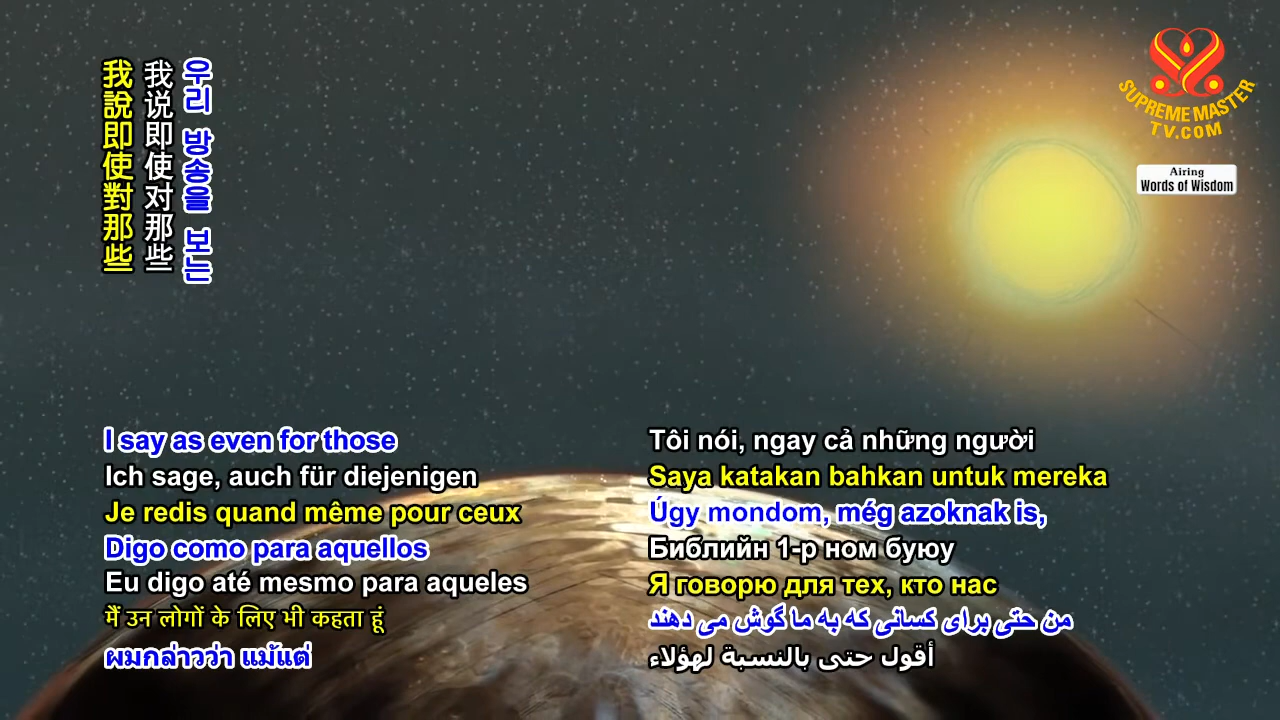 我說即使對那些
我说即使对那些
우리 방송을 보는
SUPREME MASTER
TV.COM
Airing
Words of Wisdom
I say as even for those
Ich sage, auch für diejenigen
Je redis quand même pour ceux
Digo como para aquellos
Eu digo até mesmo para aqueles
मैं उन लोगों के लिए भी कहता हूं
ผมกล่าวว่า แม้แต่
Tôi nói, ngay cả những người
Saya katakan bahkan untuk mereka
Úgy mondom, még azoknak is,
Библийн 1-р ном буюу
Я говорю для тех, кто нас
من حتی برای کسانی که به ما گوش می دهند
أقول حتى بالنسبة لهؤلاء